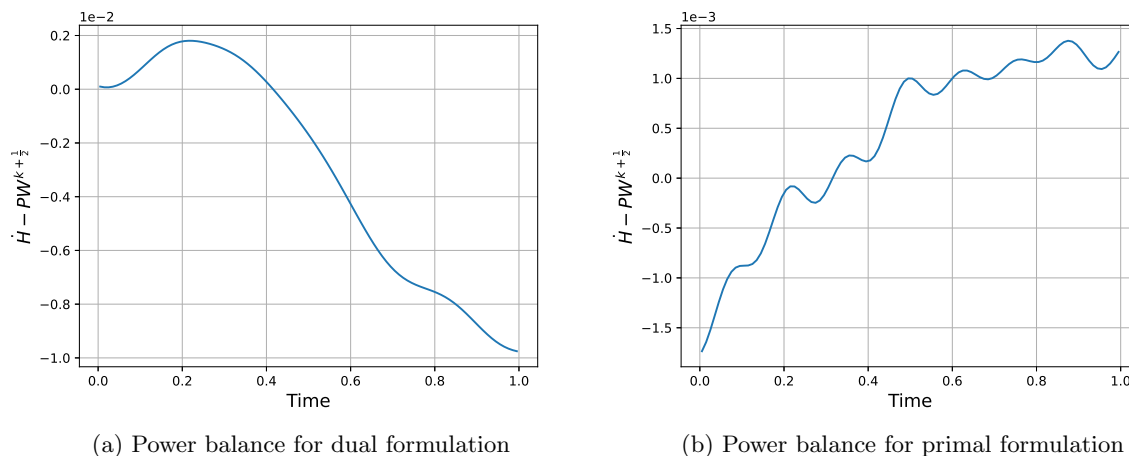 1e−2
0.2
0.0
−0.2
−0.4
−0.6
−0.8
−1.0
Ḣ − PW^{k+\frac{1}{2}}
0.0 0.2 0.4 0.6 0.8 1.0
Time
(a) Power balance for dual formulation
1e−3
1.5
1.0
0.5
0.0
−0.5
−1.0
−1.5
Ḣ − PW^{k+\frac{1}{2}}
0.0 0.2 0.4 0.6 0.8 1.0
Time
(b) Power balance for primal formulation